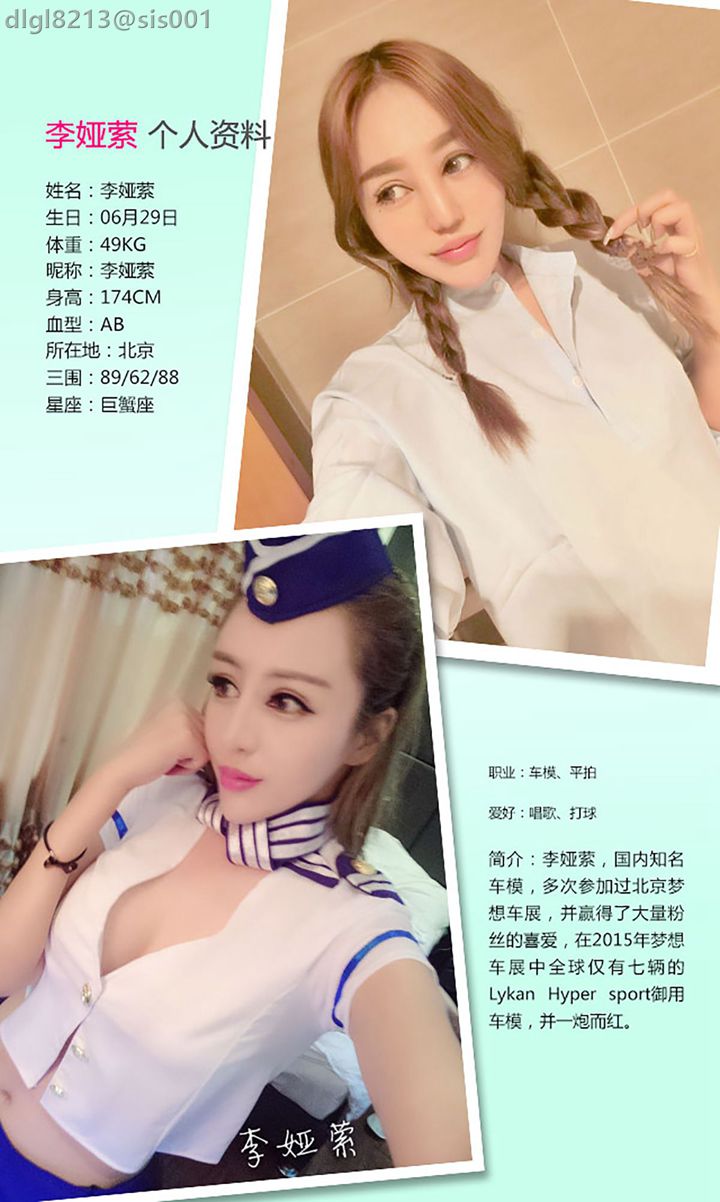 dlgl8213@sis001
李娅萦 个人资料
姓名：李娅萦
生日：06月29日
体重：49KG
昵称：李娅萦
身高：174CM
血型：AB
所在地：北京
三围：89/62/88
星座：巨蟹座
职业：车模、平拍
爱好：唱歌、打球
简介：李娅萦，国内知名
车模，多次参加过北京梦
想车展，并赢得了大量粉
丝的喜爱，在2015年梦想
车展中全球仅有七辆的
Lykan Hyper sport御用
车模，并一炮而红。
李娅萦